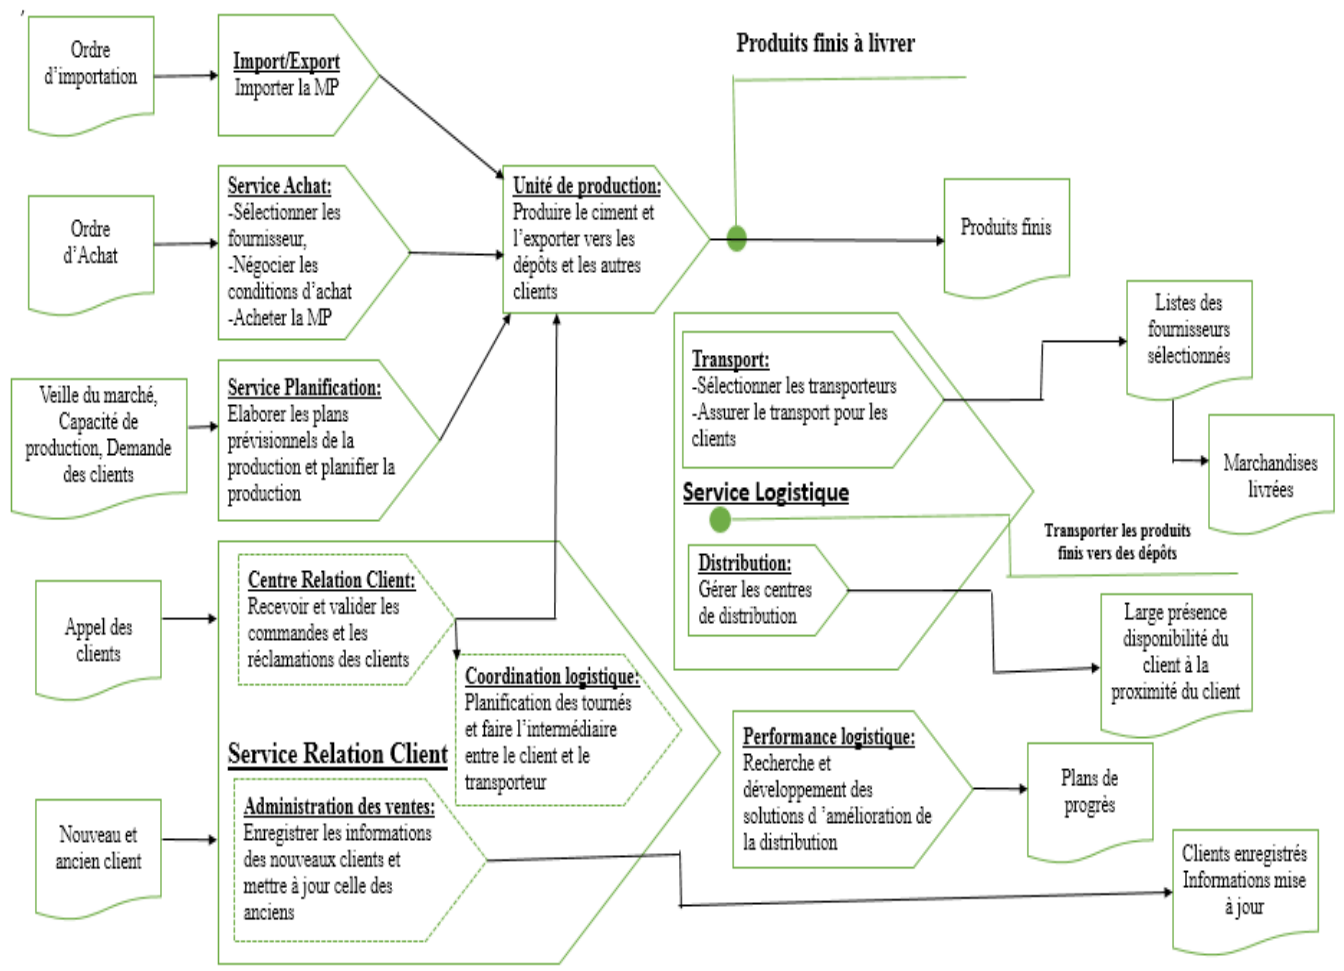 ,
Ordre
d’importation
Import/Export
Importer la MP
Produits finis à livrer
Ordre
d’Achat
Service Achat:
-Sélectionner les
fournisseur,
-Négocier les
conditions d’achat
-Acheter la MP
Unité de production:
Produire le ciment et
l’exporter vers les
dépôts et les autres
clients
Produits finis
Veille du marché,
Capacité de
production, Demande
des clients
Service Planification:
Elaborer les plans
prévisionnels de la
production et planifier la
production
Transport:
-Sélectionner les transporteurs
-Assurer le transport pour les
clients
Listes des
fournisseurs
sélectionnés
Marchandises
livrées
Service Logistique
Transporter les produits
finis vers des dépôts
Distribution:
Gérer les centres
de distribution
Large présence
disponibilité du
client à la
proximité du client
Appel des
clients
Centre Relation Client:
Recevoir et valider les
commandes et les
réclamations des clients
Coordination logistique:
Planification des tournés
et faire l’intermédiaire
entre le client et le
transporteur
Service Relation Client
Performance logistique:
Recherche et
développement des
solutions d ’amélioration de
la distribution
Plans de
progrès
Nouveau et
ancien client
Administration des ventes:
Enregistrer les informations
des nouveaux clients et
mettre à jour celle des
anciens
Clients enregistrés
Informations mise
à jour